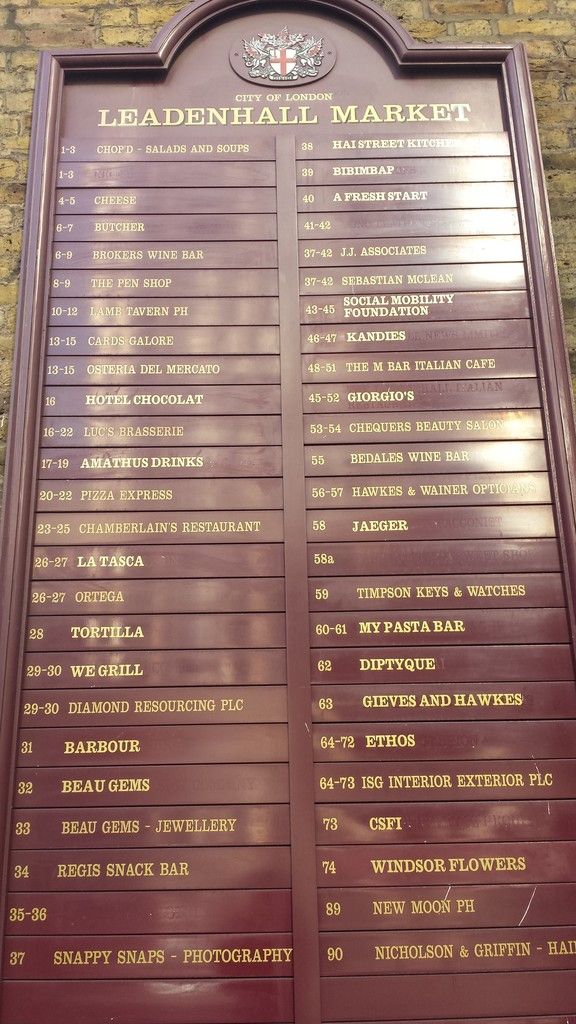 CITY OF LONDON
LEADENHALL MARKET
1-3 CHOP'D - SALADS AND SOUPS
1-3
4-5 CHEESE
6-7 BUTCHER
6-9 BROKERS WINE BAR
8-9 THE PEN SHOP
10-12 LAMB TAVERN PH
13-15 CARDS GALORE
13-15 OSTERIA DEL MERCATO
16 HOTEL CHOCOLAT
16-22 LUC'S BRASSERIE
17-19 AMATHUS DRINKS
20-22 PIZZA EXPRESS
23-25 CHAMBERLAIN'S RESTAURANT
26-27 LA TASCA
26-27 ORTEGA
28 TORTILLA
29-30 WE GRILL
29-30 DIAMOND RESOURCING PLC
31 BARBOUR
32 BEAU GEMS
33 BEAU GEMS - JEWELLERY
34 REGIS SNACK BAR
35-36
37 SNAPPY SNAPS - PHOTOGRAPHY
38 HAI STREET KITCHE
39 BIBIMBAP
40 A FRESH START
41-42
37-42 J.J. ASSOCIATES
37-42 SEBASTIAN MCLEAN
43-45 SOCIAL MOBILITY
FOUNDATION
46-47 KANDIES
48-51 THE M BAR ITALIAN CAFE
45-52 GIORGIO'S
53-54 CHEQUERS BEAUTY SALON
55 BEDALES WINE BAR
56-57 HAWKES & WAINER OPTICIANS
58 JAEGER
58a
59 TIMPSON KEYS & WATCHES
60-61 MY PASTA BAR
62 DIPTYQUE
63 GIEVES AND HAWKES
64-72 ETHOS
64-73 ISG INTERIOR EXTERIOR PLC
73 CSFI
74 WINDSOR FLOWERS
89 NEW MOON PH
90 NICHOLSON & GRIFFIN - HAI